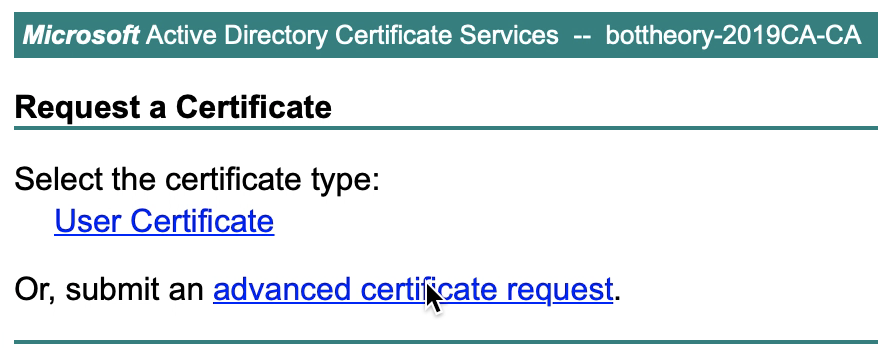 Microsoft Active Directory Certificate Services -- bottheory-2019CA-CA
Request a Certificate
Select the certificate type:
User Certificate
Or, submit an advanced certificate request.